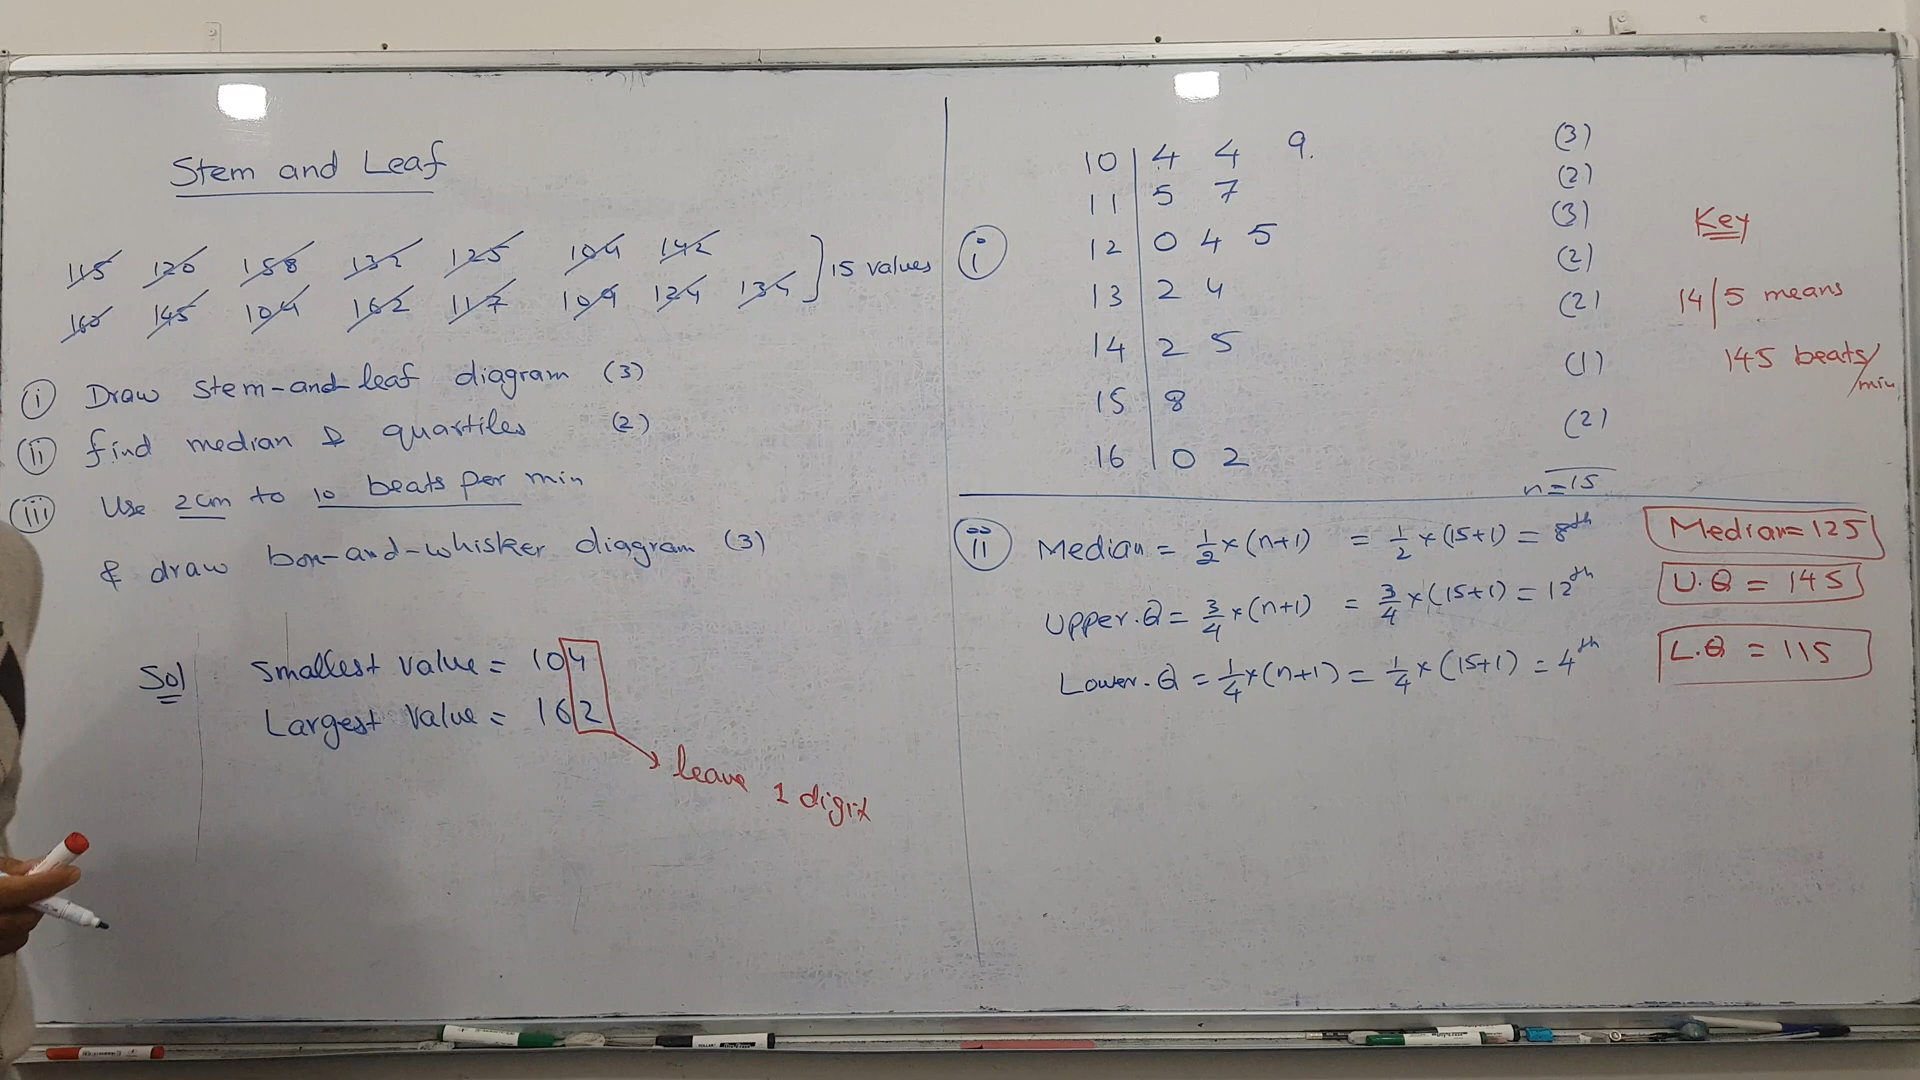 Stem and Leaf
115 120 158 132 125 104 142
160 145 104 162 117 109 124 134
} 15 values
(i) Draw stem-and-leaf diagram (3)
(ii) find median & quartiles (2)
(iii) Use 2cm to 10 beats per min
& draw box-and-whisker diagram (3)
Sol Smallest value = 104
Largest value = 162
leave 1 digit
(i)
10 | 4 4 9. (3)
11 | 5 7 (2)
12 | 0 4 5 (3)
13 | 2 4 (2)
14 | 2 5 (2)
15 | 8 (1)
16 | 0 2 (2)
n=15
Key
14/5 means
145 beats/min
(ii) Median = 1/2 × (n+1) = 1/2 × (15+1) = 8th
Upper.Q = 3/4 × (n+1) = 3/4 × (15+1) = 12th
Lower.Q = 1/4 × (n+1) = 1/4 × (15+1) = 4th
Median = 125
U.Q = 145
L.Q = 115